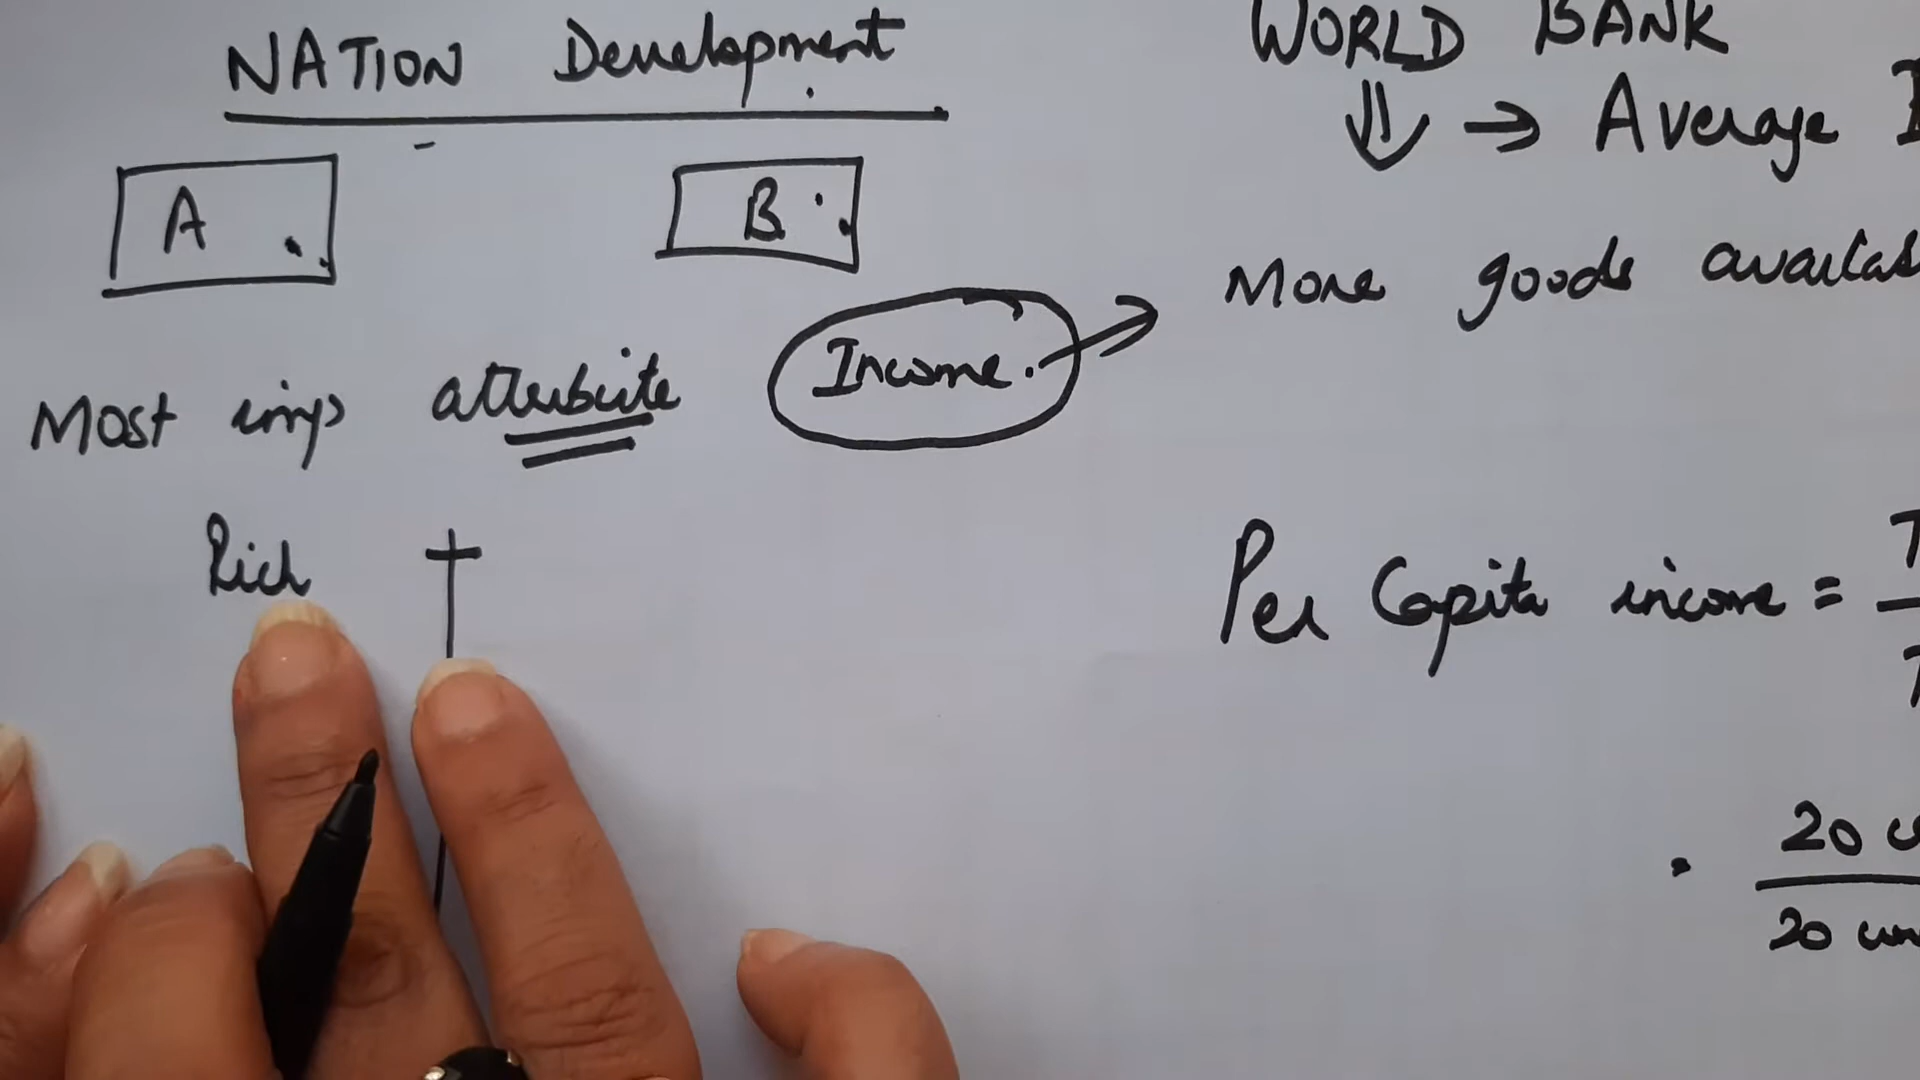 NATION Development
A
B
Most imp attribute
Income.
Rich
WORLD BANK
⇓ → Average
More goods
Per Capita income =
20
20